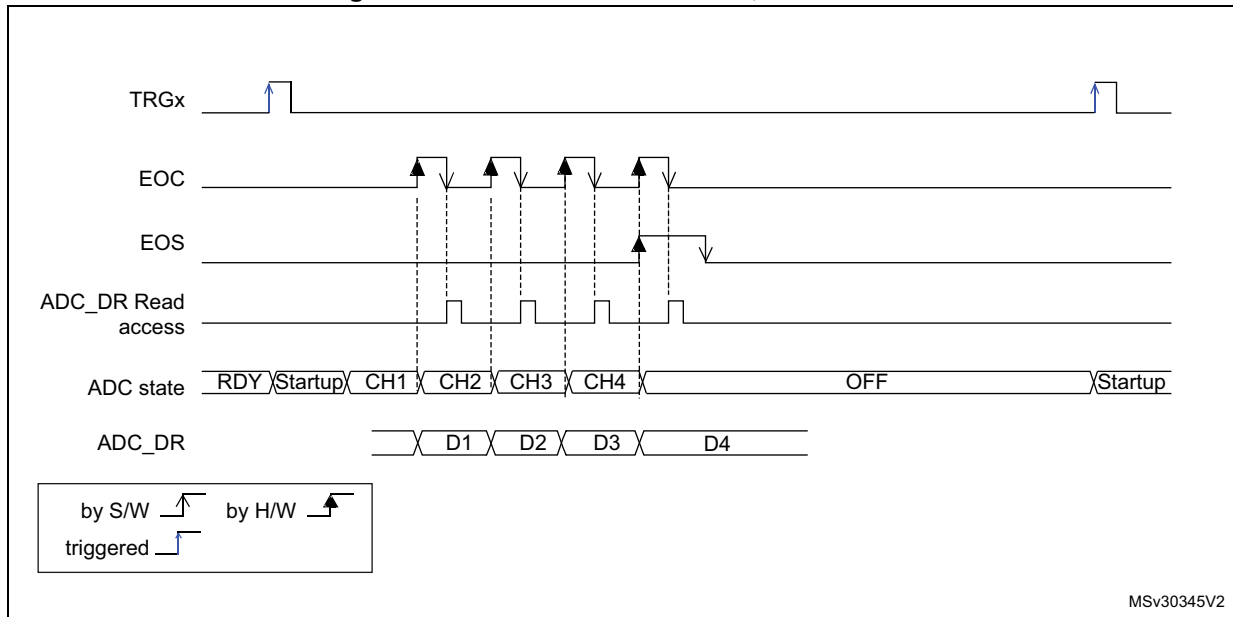 TRGx
EOC
EOS
ADC_DR Read
access
ADC state RDY Startup CH1 CH2 CH3 CH4 OFF Startup
ADC_DR D1 D2 D3 D4
by S/W by H/W
triggered
MSv30345V2